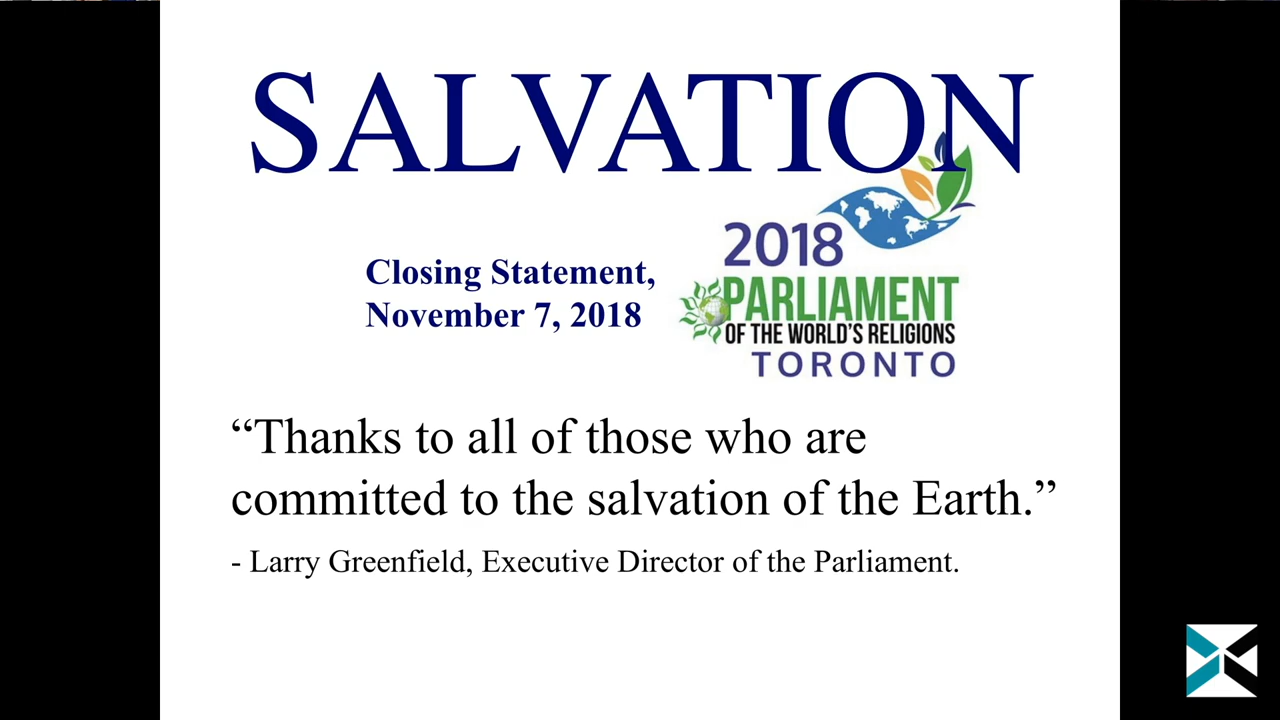 SALVATION
Closing Statement,
November 7, 2018
2018
PARLIAMENT
OF THE WORLD'S RELIGIONS
TORONTO
“Thanks to all of those who are
committed to the salvation of the Earth.”
- Larry Greenfield, Executive Director of the Parliament.